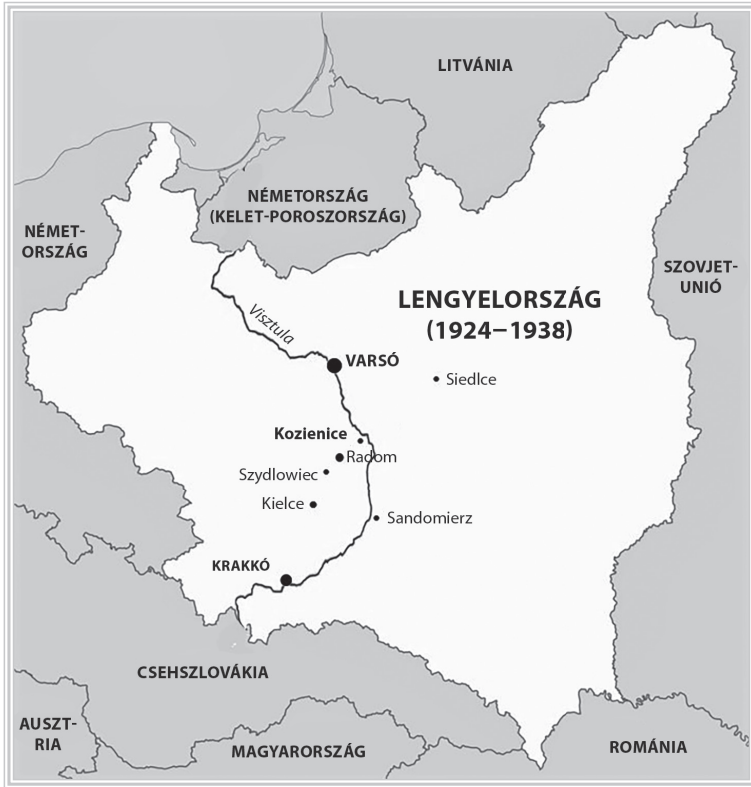 LITVÁNIA
NÉMETORSZÁG
(KELET-POROSZORSZÁG)
NÉMET-
ORSZÁG
SZOVJET-
UNIÓ
LENGYELORSZÁG
(1924–1938)
Visztula
VARSÓ
Siedlce
Kozienice
Radom
Szydlowiec
Kielce
Sandomierz
KRAKKÓ
CSEHSZLOVÁKIA
AUSZT-
RIA
MAGYARORSZÁG
ROMÁNIA